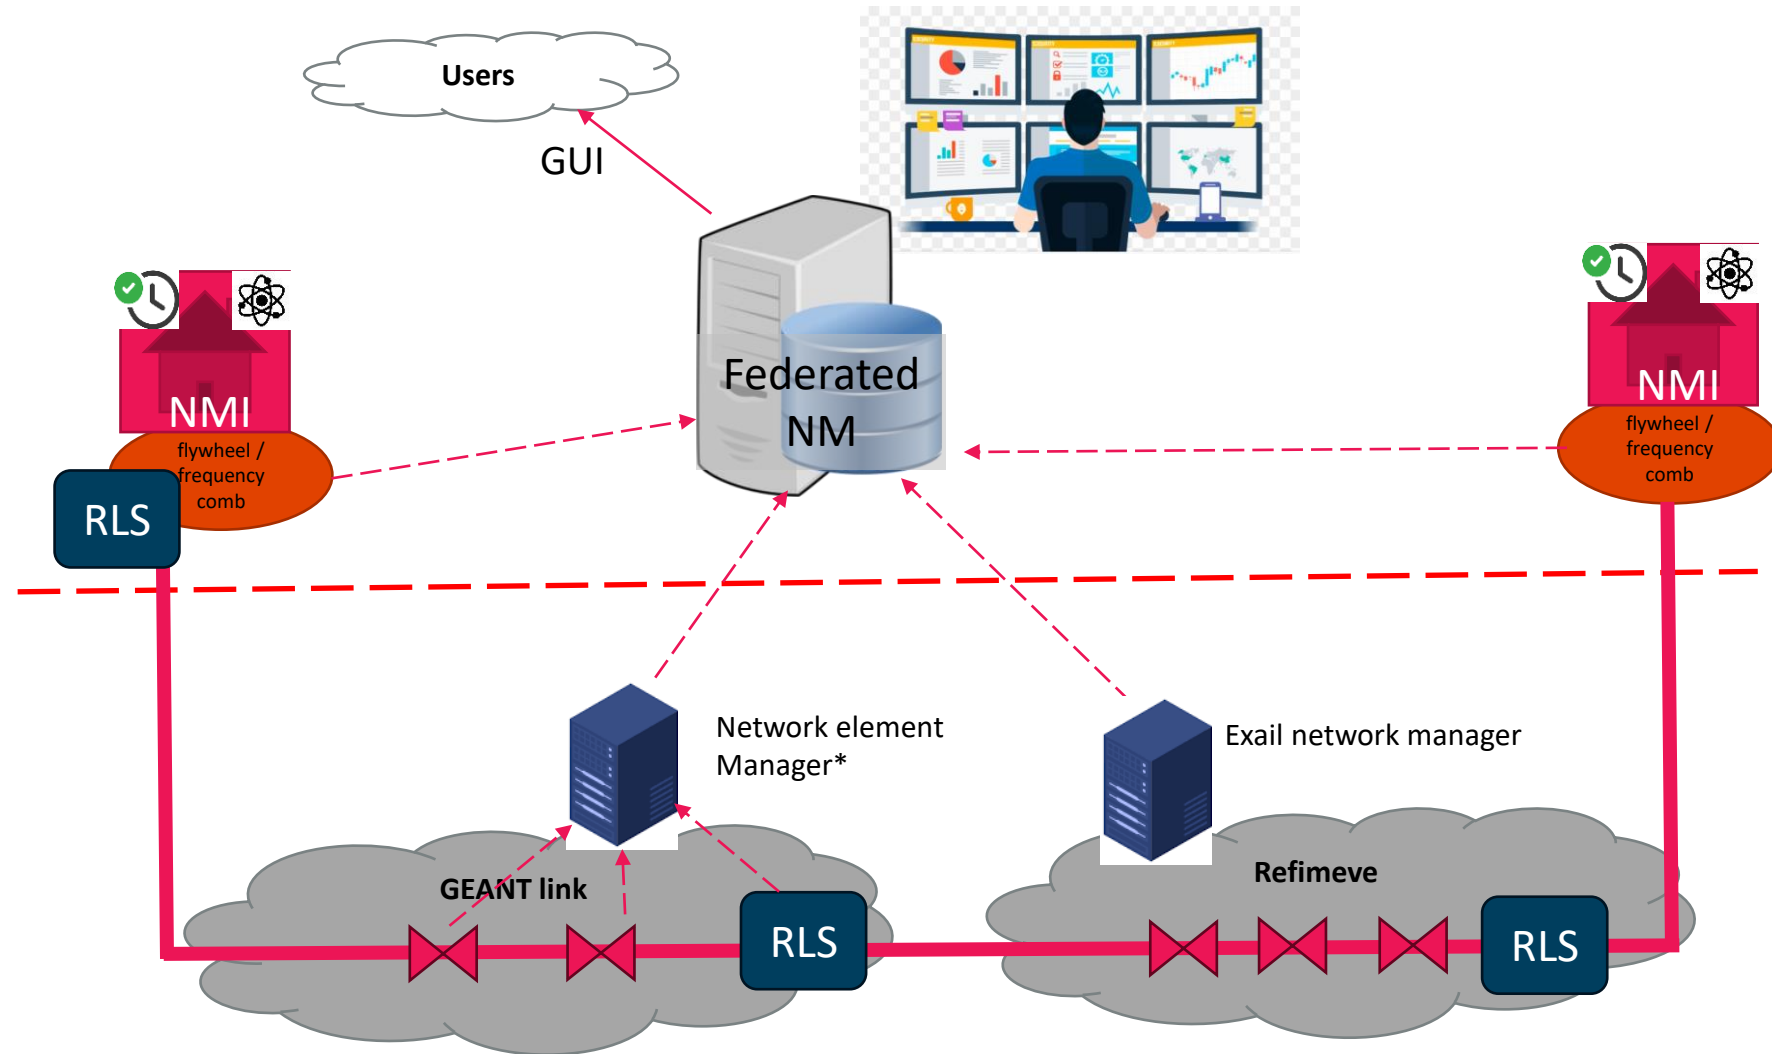 Users
GUI
Federated
NM
NMI
flywheel /
frequency
comb
RLS
NMI
flywheel /
frequency
comb
Network element
Manager*
Exail network manager
GEANT link
Refimeve
RLS
RLS